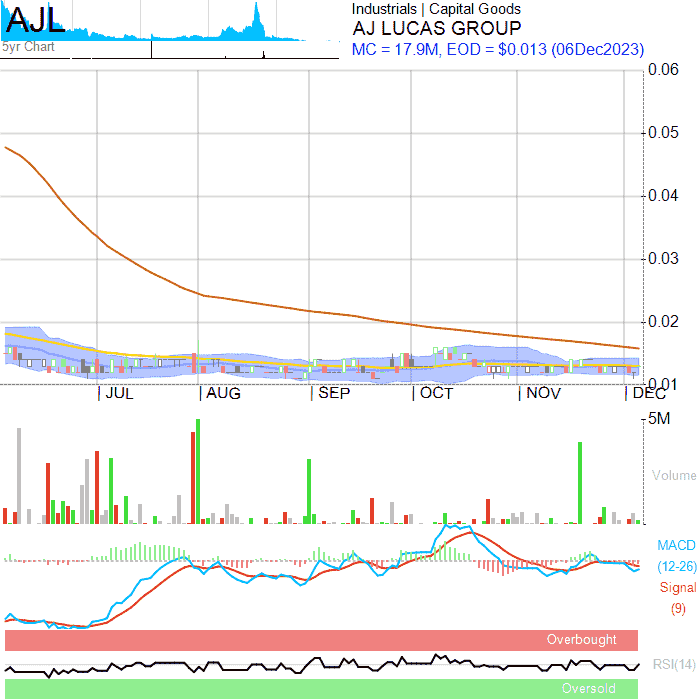 AJL
5yr Chart
Industrials | Capital Goods
AJ LUCAS GROUP
MC = 17.9M, EOD = $0.013 (06Dec2023)
0.06
0.05
0.04
0.03
0.02
0.01
JUL AUG SEP OCT NOV DEC
5M
Volume
MACD
(12-26)
Signal
(9)
Overbought
RSI(14)
Oversold